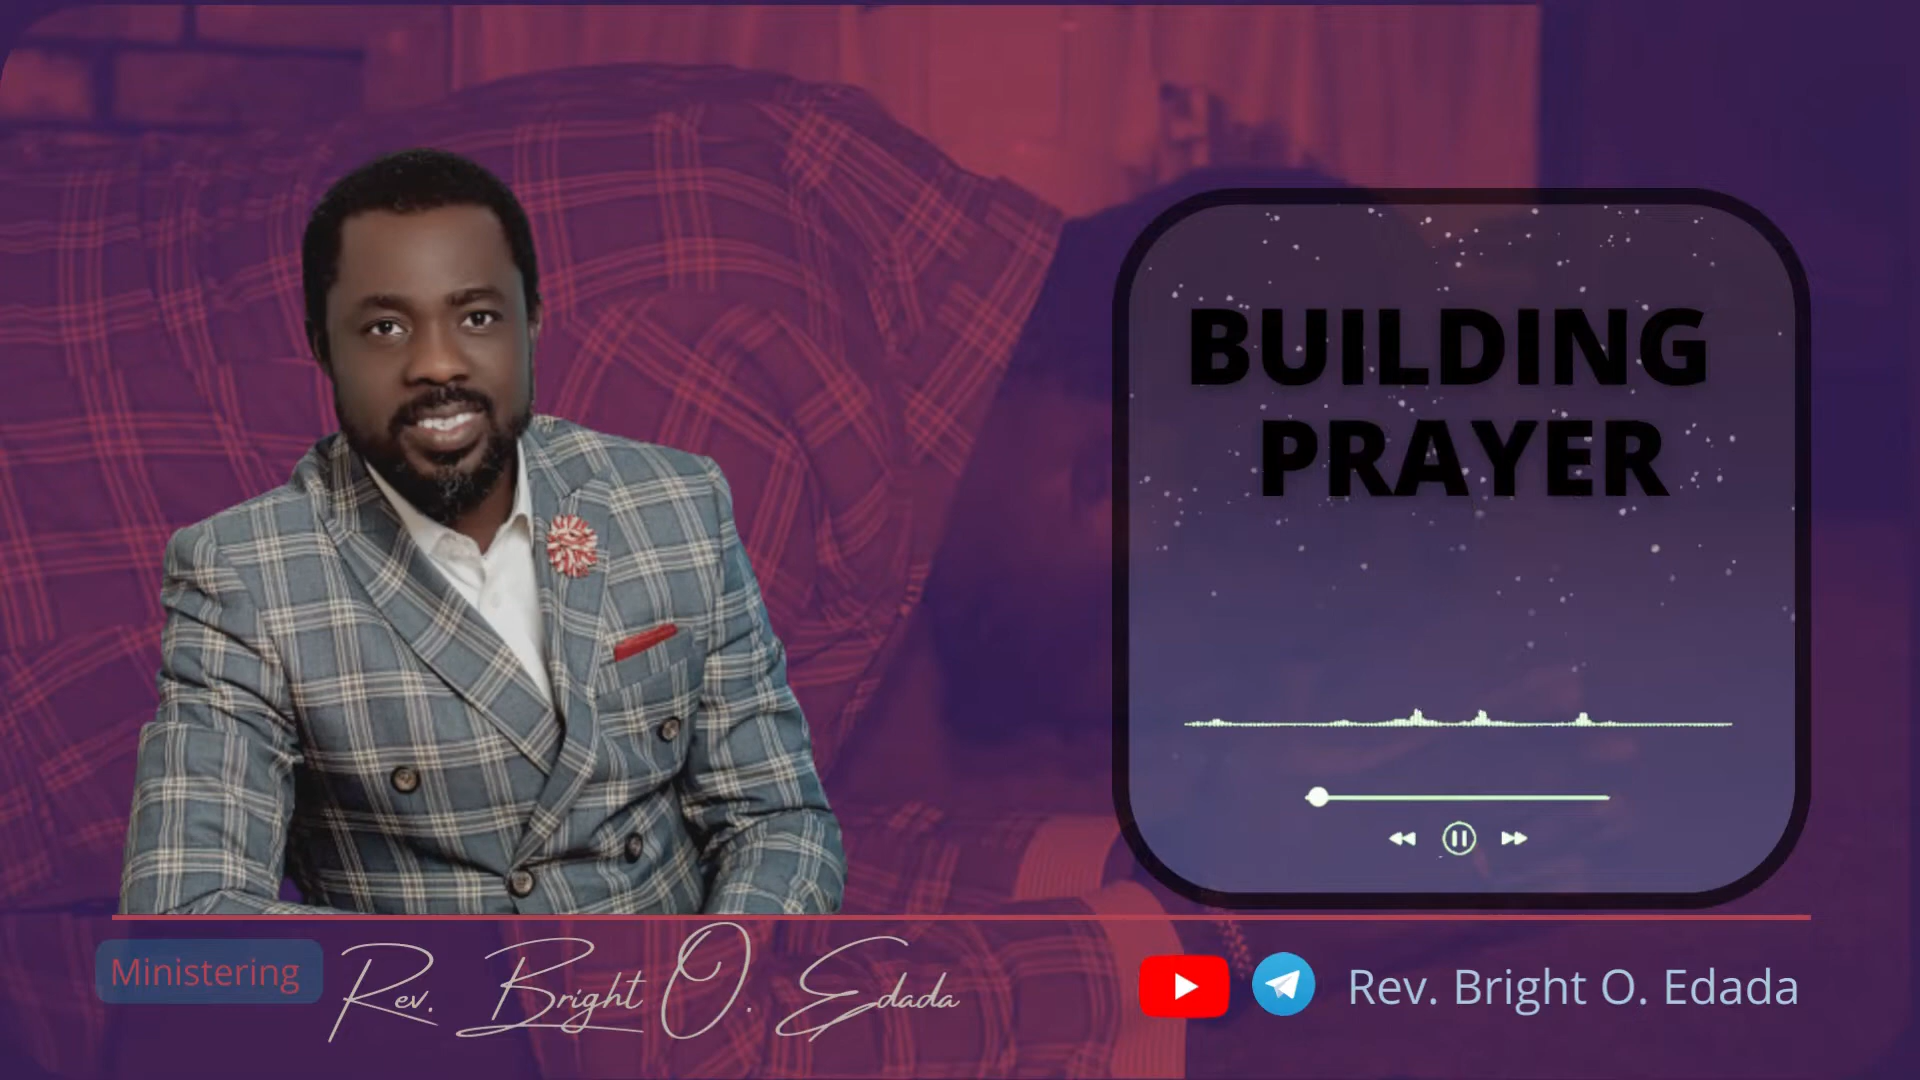 BUILDING
PRAYER
Ministering
Rev. Bright O. Edada
Rev. Bright O. Edada